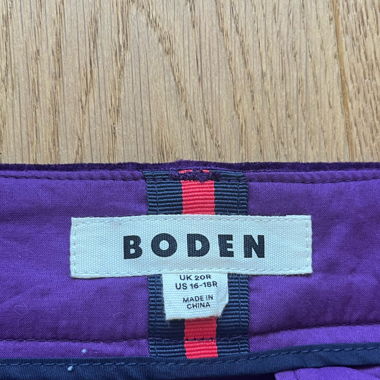 BODEN
UK 20R
US 16-18R
MADE IN
CHINA